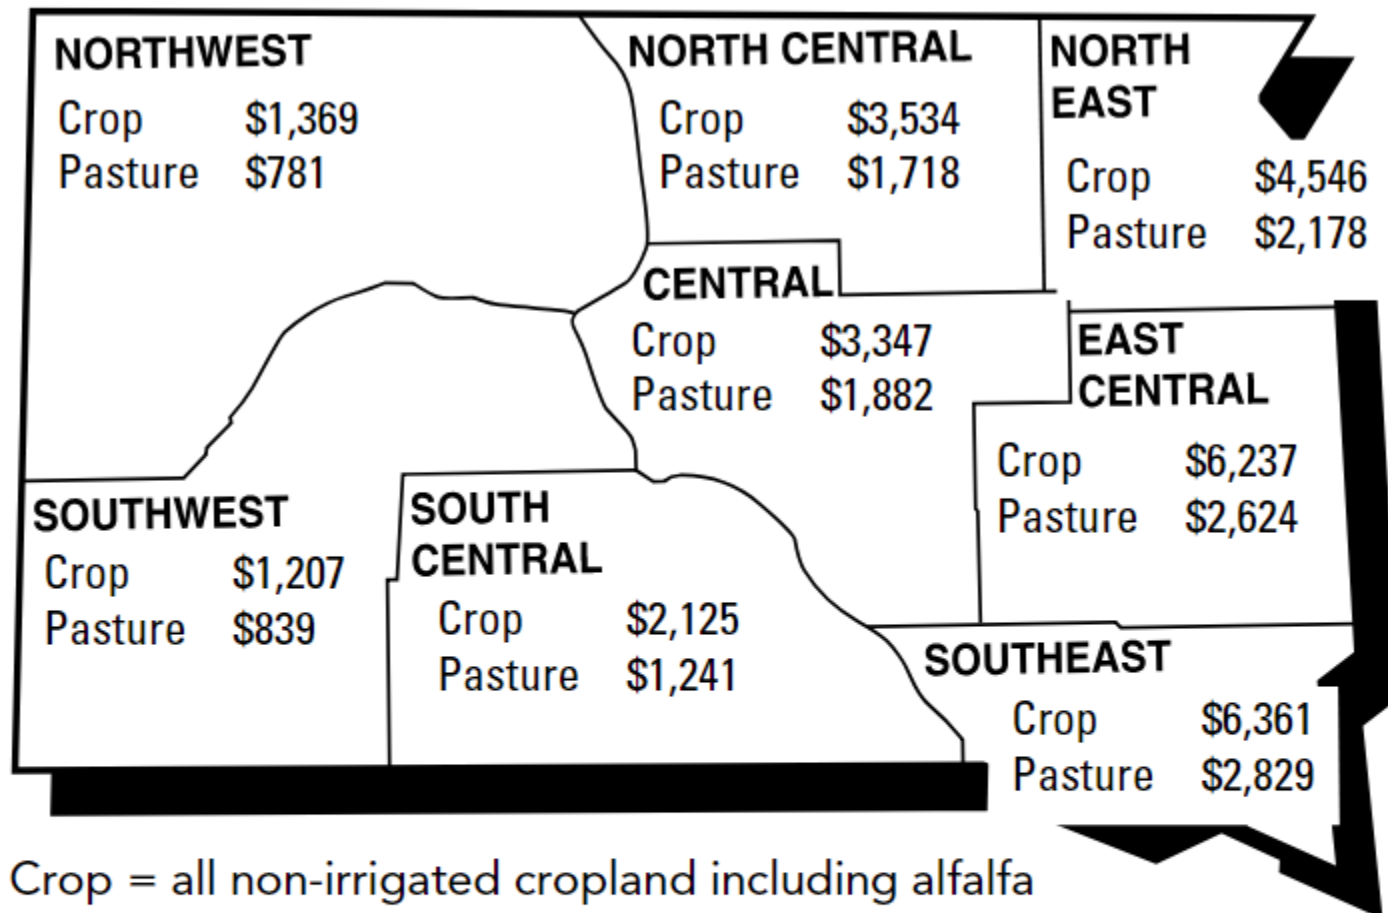 NORTHWEST
Crop $1,369
Pasture $781
NORTH CENTRAL
Crop $3,534
Pasture $1,718
NORTH
EAST
Crop $4,546
Pasture $2,178
CENTRAL
Crop $3,347
Pasture $1,882
EAST
CENTRAL
Crop $6,237
Pasture $2,624
SOUTHWEST
Crop $1,207
Pasture $839
SOUTH
CENTRAL
Crop $2,125
Pasture $1,241
SOUTHEAST
Crop $6,361
Pasture $2,829
Crop = all non-irrigated cropland including alfalfa